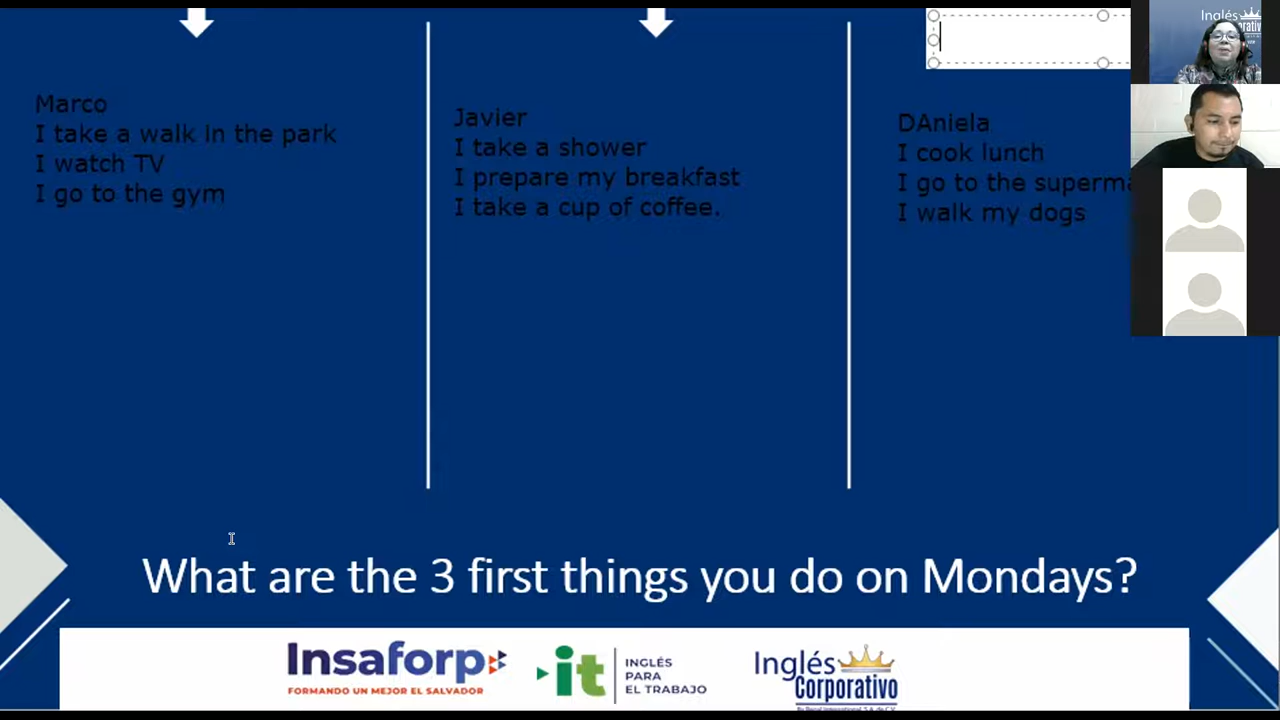 Marco
I take a walk in the park
I watch TV
I go to the gym
Javier
I take a shower
I prepare my breakfast
I take a cup of coffee.
DAniela
I cook lunch
I go to the superma
I walk my dogs
What are the 3 first things you do on Mondays?
Insaforp
FORMANDO UN MEJOR EL SALVADOR
it
INGLÉS
PARA
EL TRABAJO
Inglés
Corporativo
Inglés
orativo